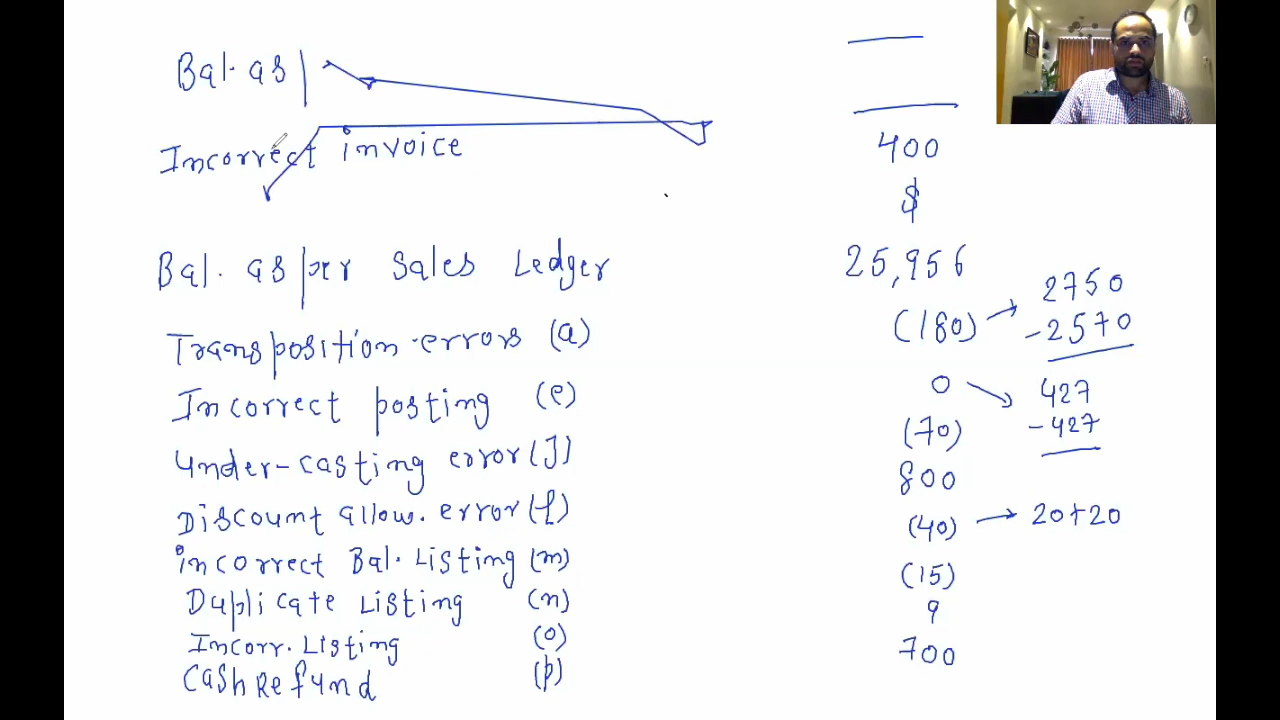 Bal. as
Incorrect invoice 400
$
Bal. as per Sales Ledger 25,956
Transposition errors (a) (180) → 2750
- 2570
Incorrect posting (e) 0 → 427
(70) - 427
Under-casting error (J) 800
Discount allow. error (f) (40) → 20+20
incorrect Bal. Listing (m) (15)
Duplicate Listing (n) 9
Incorr. Listing (o) 700
Cash Refund (p)